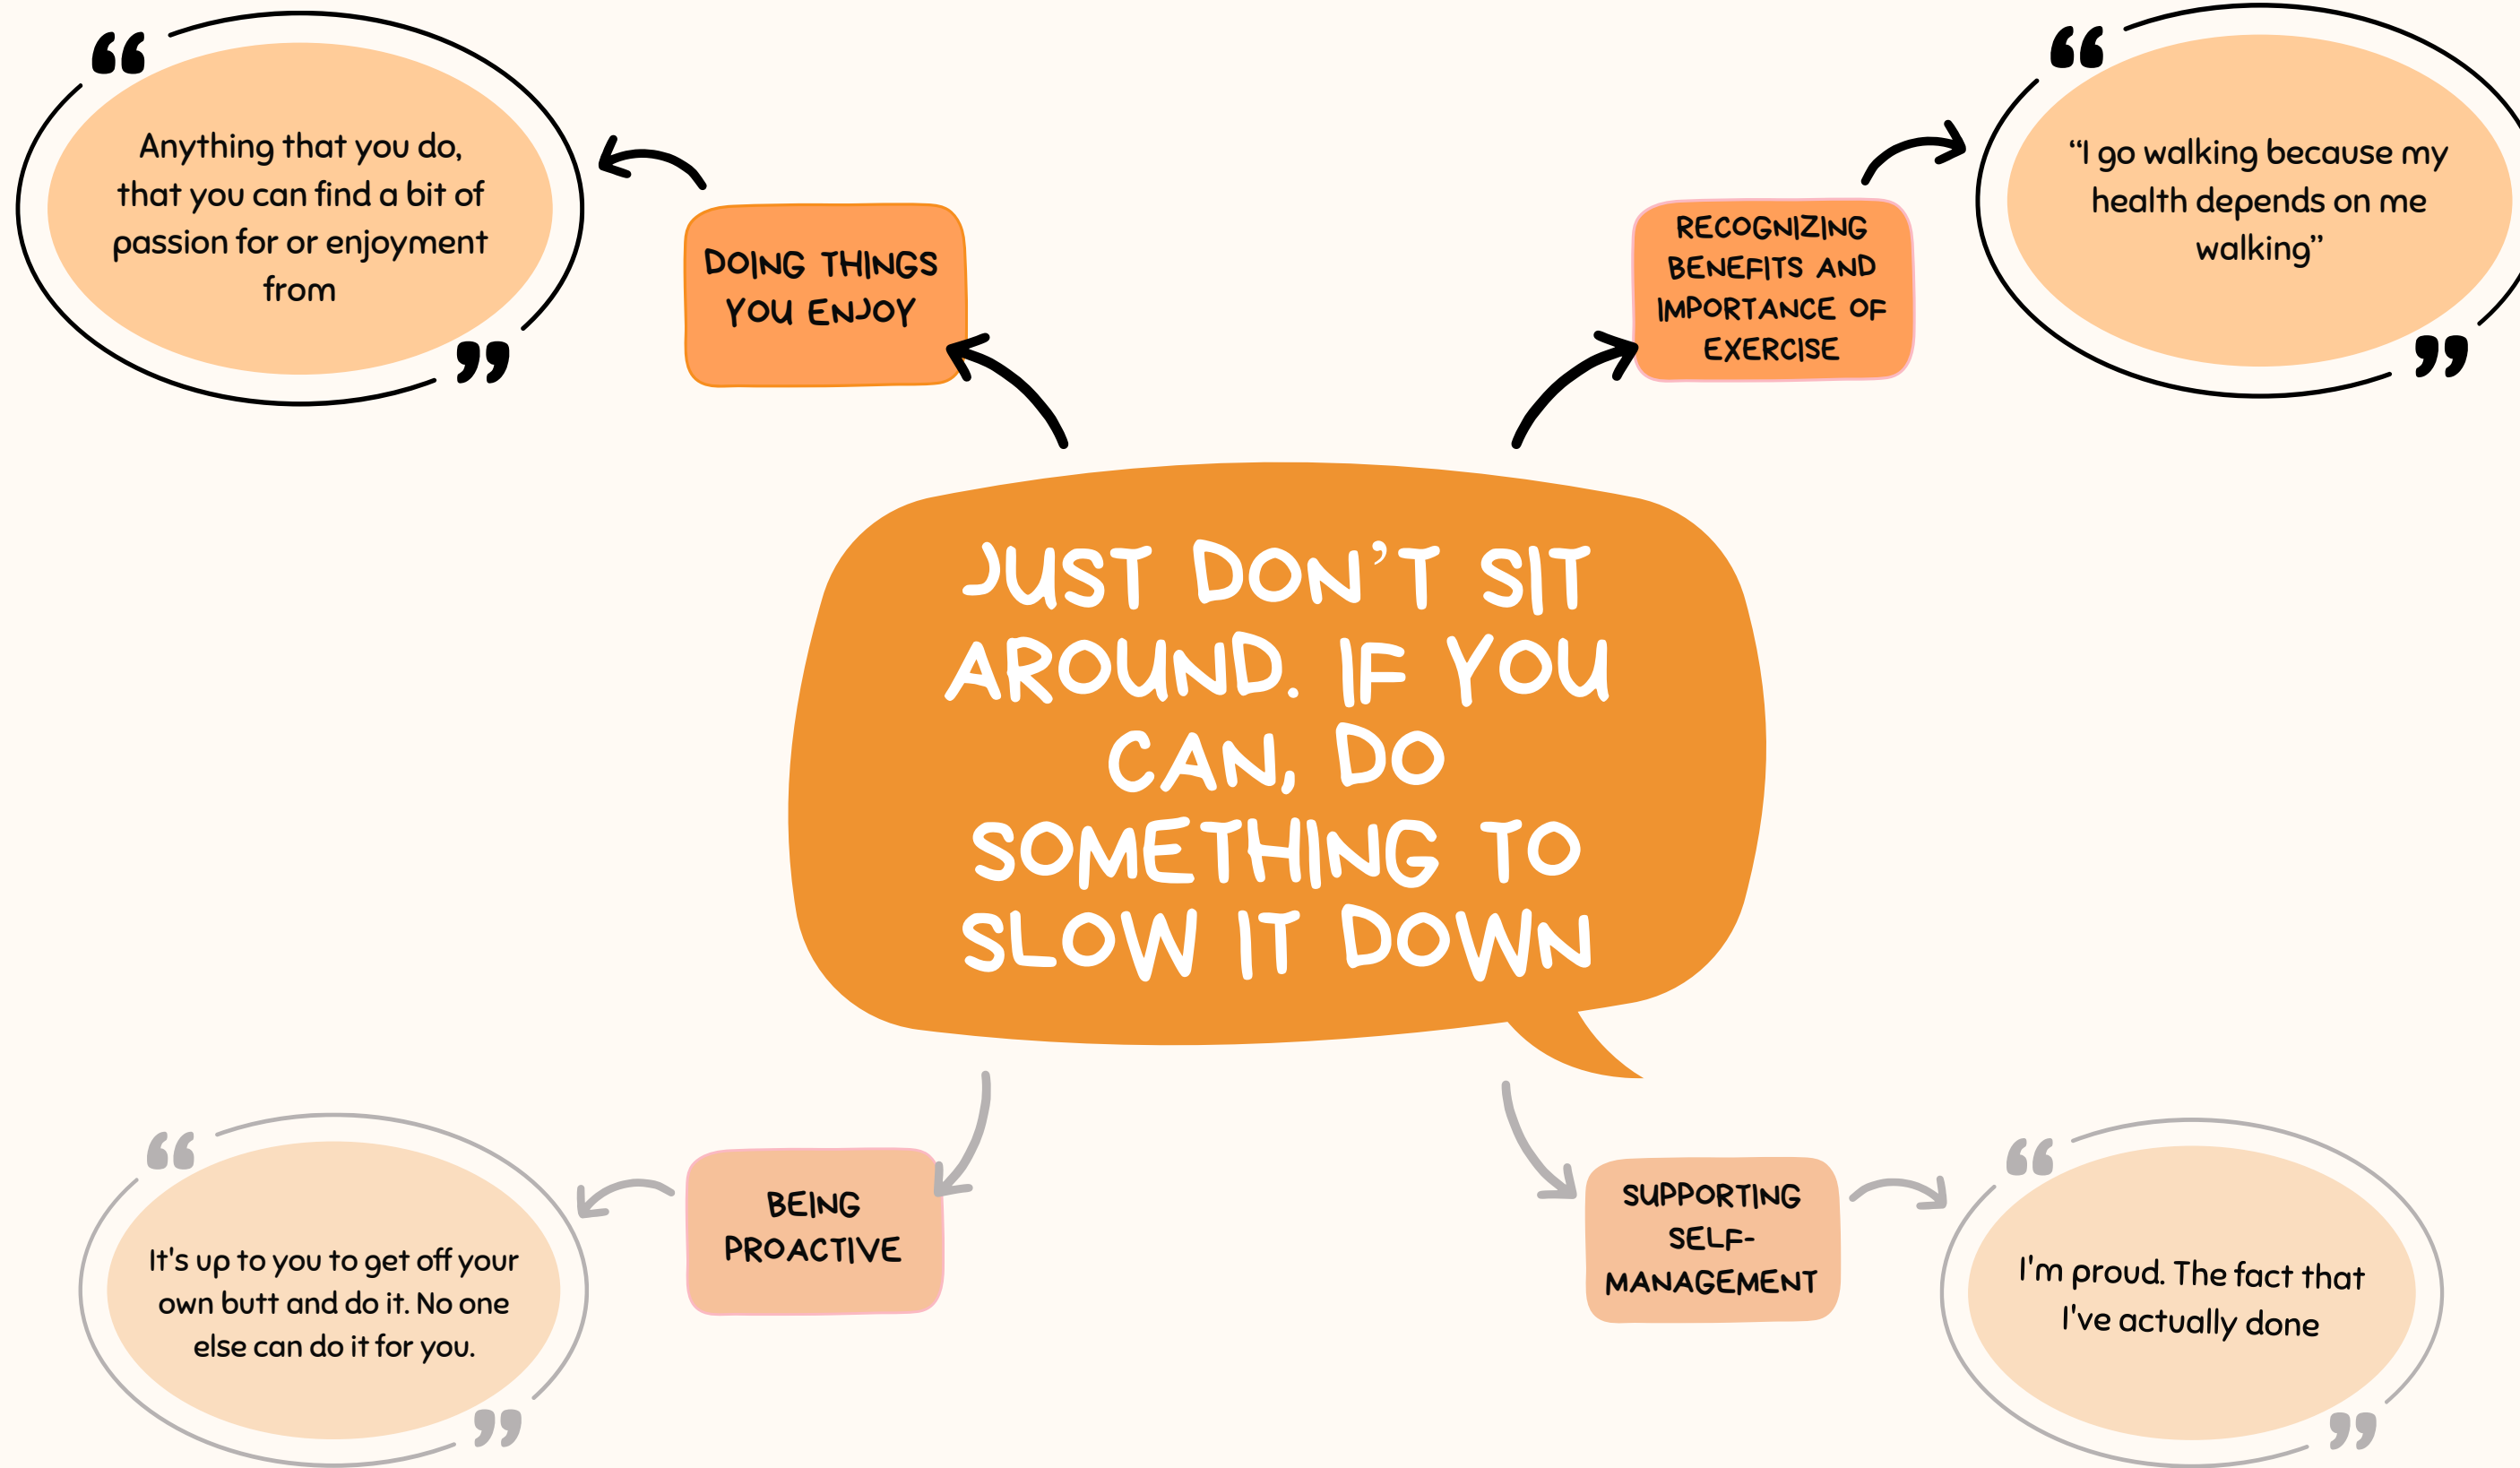 Anything that you do,
that you can find a bit of
passion for or enjoyment
from
DOING THINGS
YOU ENJOY
RECOGNIZING
BENEFITS AND
IMPORTANCE OF
EXERCISE
“I go walking because my
health depends on me
walking”
JUST DON’T SIT
AROUND. IF YOU
CAN, DO
SOMETHING TO
SLOW IT DOWN
It's up to you to get off your
own butt and do it. No one
else can do it for you.
BEING
PROACTIVE
SUPPORTING
SELF-
MANAGEMENT
I'm proud. The fact that
I've actually done